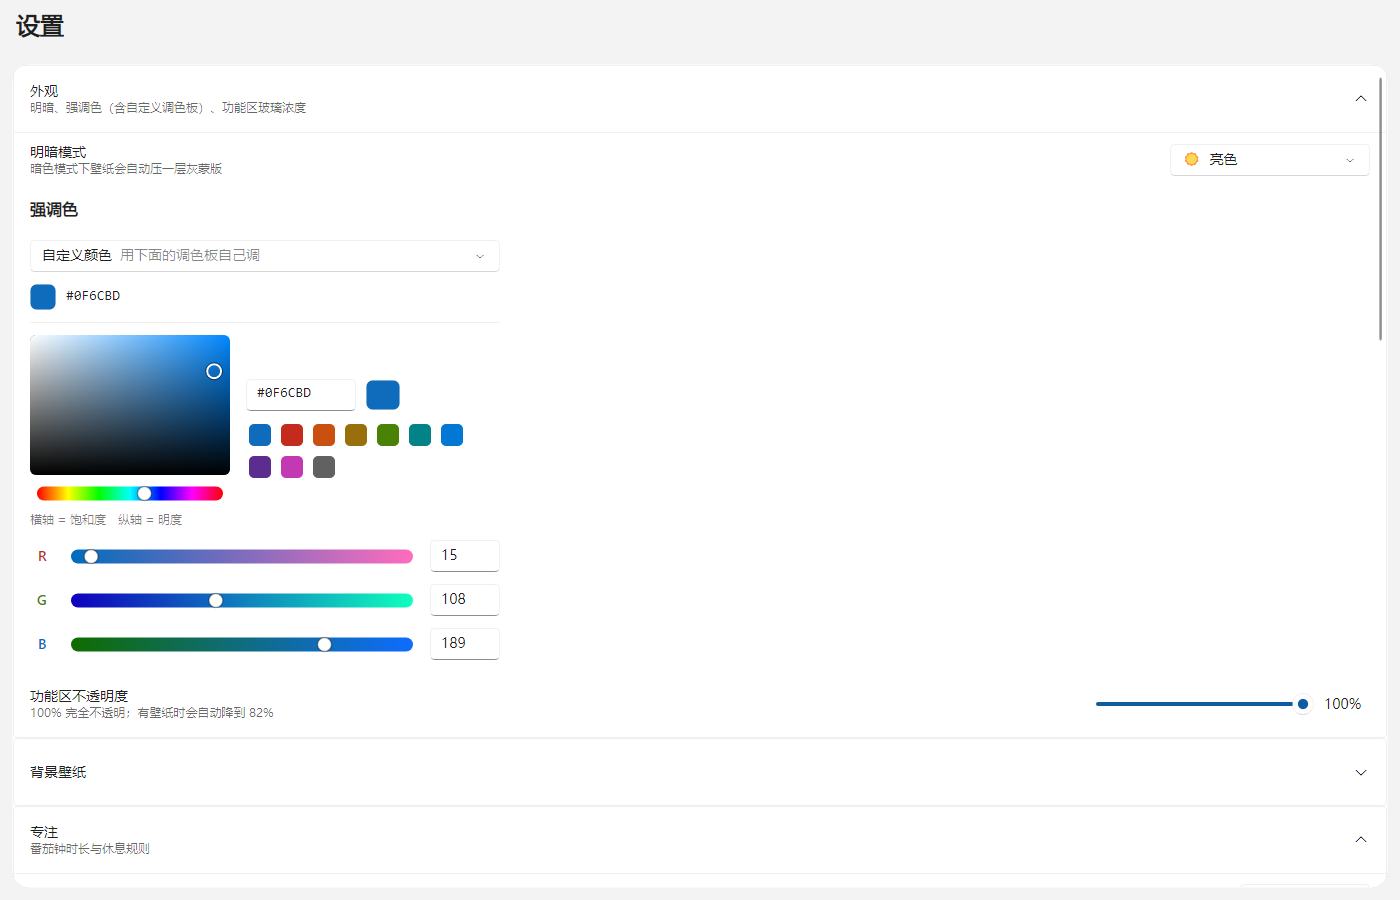 设置
外观
明暗、强调色（含自定义调色板）、功能区玻璃浓度
明暗模式
暗色模式下壁纸会自动压一层灰蒙版
亮色
强调色
自定义颜色 用下面的调色板自己调
#0F6CBD
#0F6CBD
横轴 = 饱和度 纵轴 = 明度
R 15
G 108
B 189
功能区不透明度
100% 完全不透明；有壁纸时会自动降到 82%
100%
背景壁纸
专注
番茄钟时长与休息规则